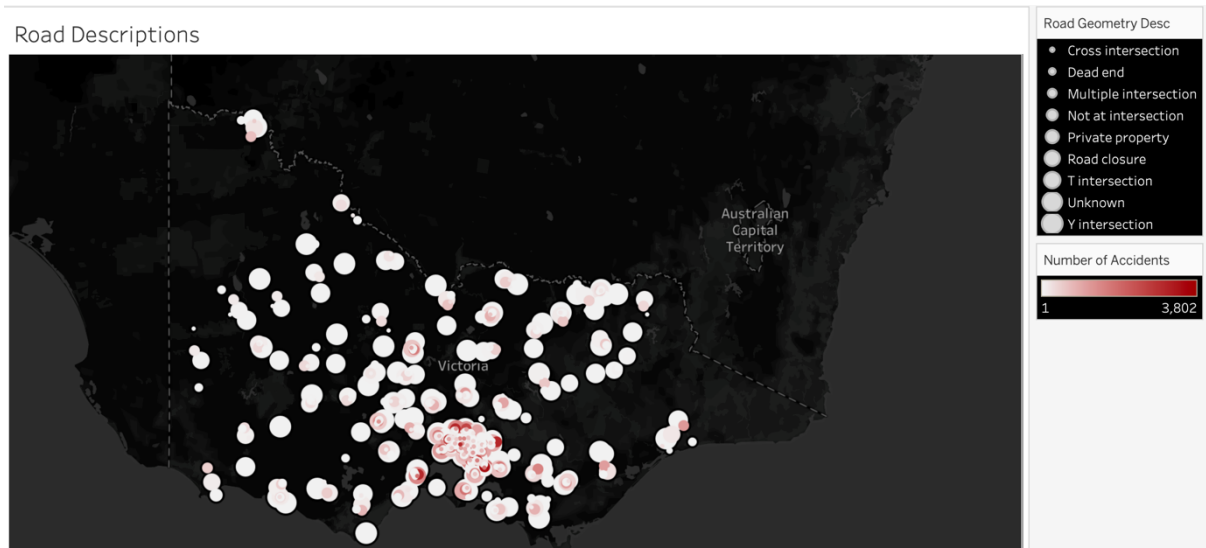 Road Descriptions
Australian
Capital
Territory
Victoria
Road Geometry Desc
Cross intersection
Dead end
Multiple intersection
Not at intersection
Private property
Road closure
T intersection
Unknown
Y intersection
Number of Accidents
1 3,802